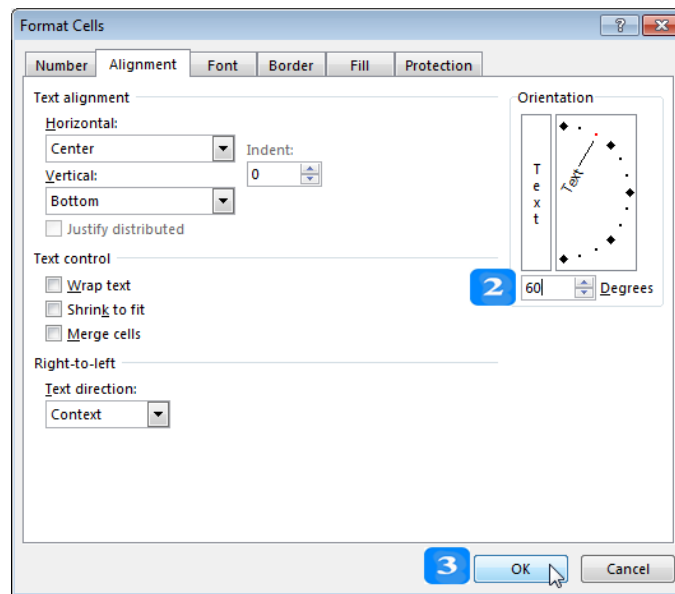 Format Cells
?
Number Alignment Font Border Fill Protection
Text alignment
Horizontal:
Center
Indent:
0
Vertical:
Bottom
Justify distributed
Text control
Wrap text
Shrink to fit
Merge cells
Right-to-left
Text direction:
Context
Orientation
Text
Text
2
60 Degrees
3
OK Cancel